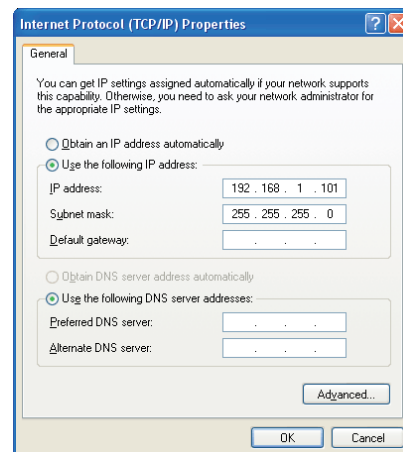 Internet Protocol (TCP/IP) Properties
General
You can get IP settings assigned automatically if your network supports
this capability. Otherwise, you need to ask your network administrator for
the appropriate IP settings.
Obtain an IP address automatically
Use the following IP address:
IP address: 192 . 168 . 1 . 101
Subnet mask: 255 . 255 . 255 . 0
Default gateway: . . .
Obtain DNS server address automatically
Use the following DNS server addresses:
Preferred DNS server: . . .
Alternate DNS server: . . .
Advanced...
OK Cancel